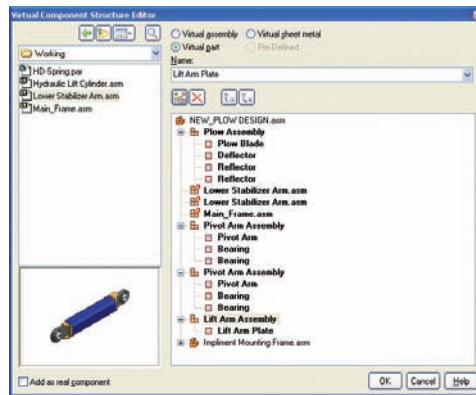 Virtual Component Structure Editor
Working
HD-Spring.par
Hydraulic Lift Cylinder.asm
Lower Stabilizer Arm.asm
Main_Frame.asm
Add as real component
Virtual assembly
Virtual sheet metal
Virtual part
Pre-Defined
Name:
Lift Arm Plate
NEW_PLOW DESIGN.asm
Plow Assembly
Plow Blade
Deflector
Reflector
Reflector
Lower Stabilizer Arm.asm
Lower Stabilizer Arm.asm
Main_Frame.asm
Pivot Arm Assembly
Pivot Arm
Bearing
Bearing
Pivot Arm Assembly
Pivot Arm
Bearing
Bearing
Lift Arm Assembly
Lift Arm Plate
Impliment Mounting Frame.asm
OK
Cancel
Help